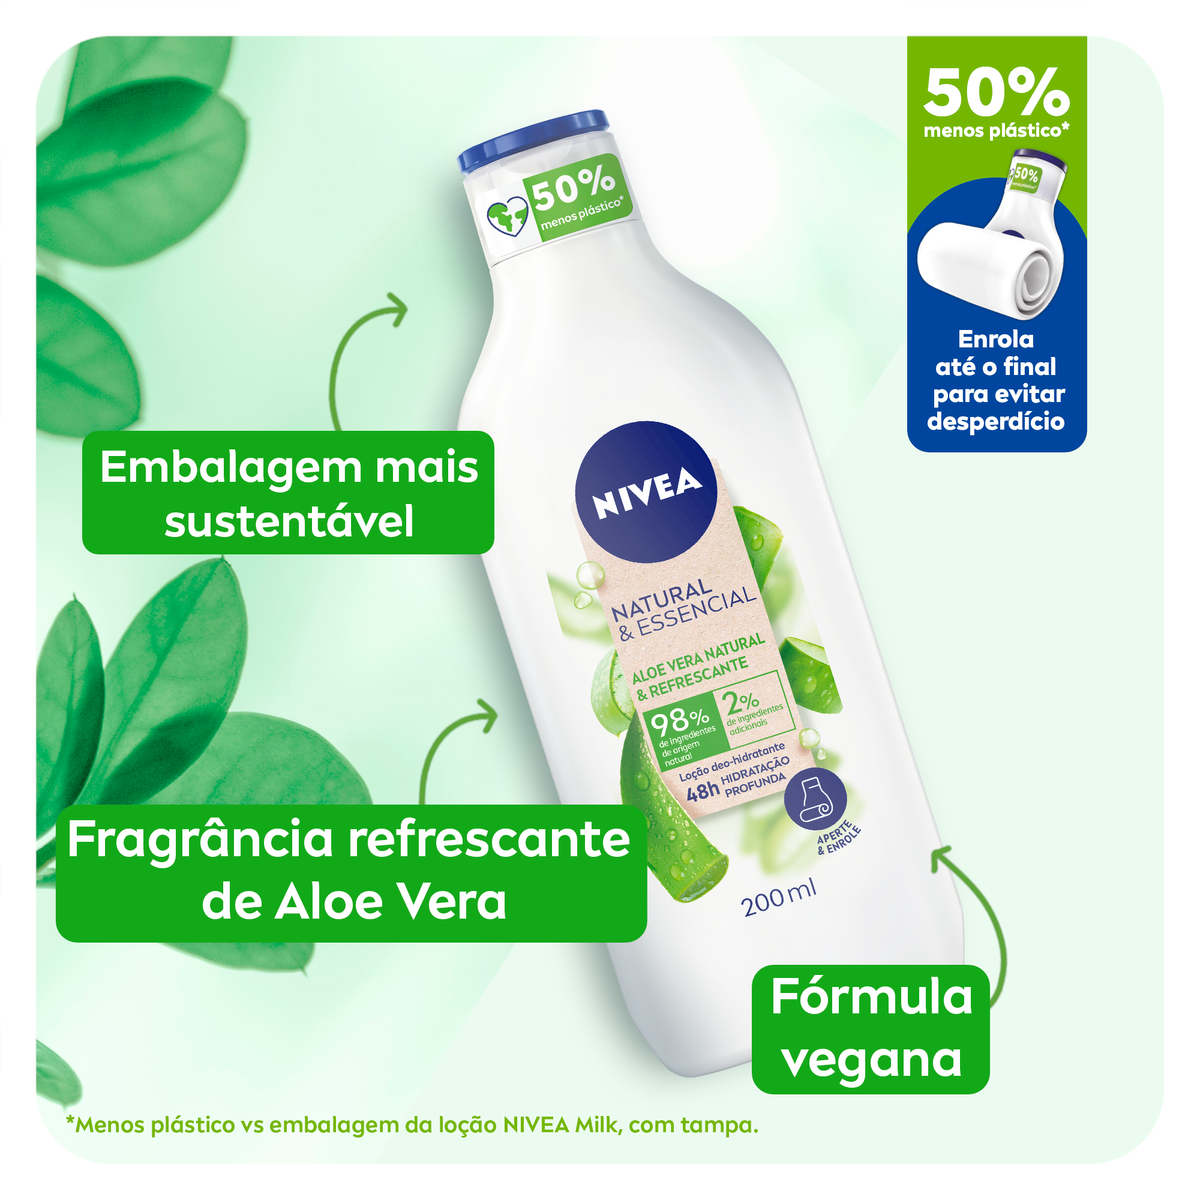 50%
menos plástico*
50%
menos plástico*
50%
Enrola
até o final
para evitar
desperdício
Embalagem mais
sustentável
NIVEA
NATURAL
& ESSENCIAL
ALOE VERA NATURAL
& REFRESCANTE
98%
de ingredientes
de origem
natural
2%
de ingredientes
adicionais
Loção deo-hidratante
48h HIDRATAÇÃO
PROFUNDA
APERTE
& ENROLE
200 ml
Fragrância refrescante
de Aloe Vera
Fórmula
vegana
*Menos plástico vs embalagem da loção NIVEA Milk, com tampa.